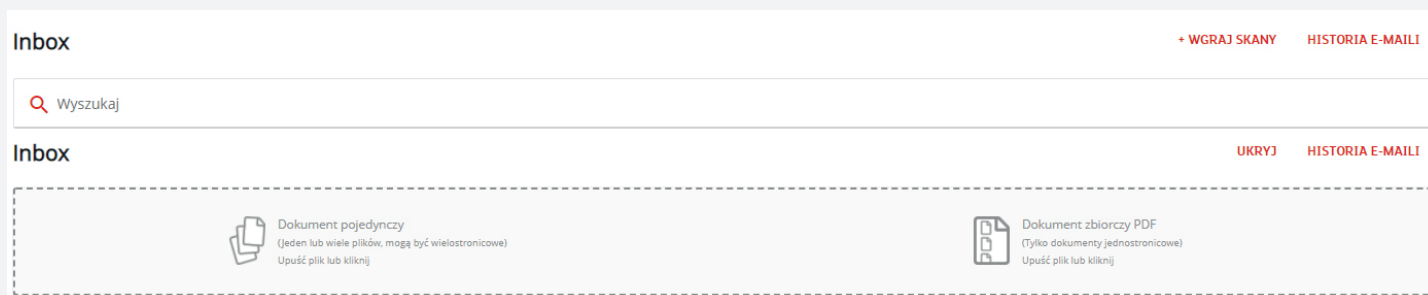 Inbox
+ WGRAJ SKANY HISTORIA E-MAILI
Wyszukaj
Inbox
UKRYJ HISTORIA E-MAILI
Dokument pojedynczy
(Jeden lub wiele plików, mogą być wielostronicowe)
Upuść plik lub kliknij
Dokument zbiorczy PDF
(Tylko dokumenty jednostronicowe)
Upuść plik lub kliknij